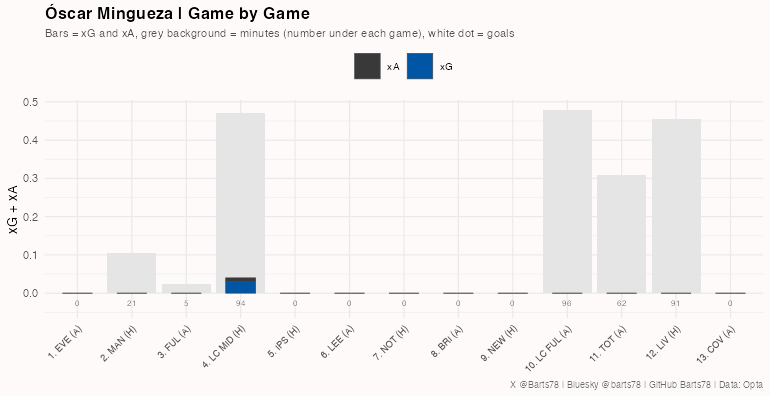 Óscar Mingueza | Game by Game
Bars = xG and xA, grey background = minutes (number under each game), white dot = goals
xA xG
xG + xA
0.5
0.4
0.3
0.2
0.1
0.0
0 21 5 94 0 0 0 0 0 96 62 91 0
1. EVE (A)
2. MAN (H)
3. FUL (A)
4. LC MID (H)
5. IPS (H)
6. LEE (A)
7. NOT (H)
8. BRI (A)
9. NEW (H)
10. LC FUL (A)
11. TOT (A)
12. LIV (H)
13. COV (A)
X @Barts78 | Bluesky @barts78 | GitHub Barts78 | Data: Opta